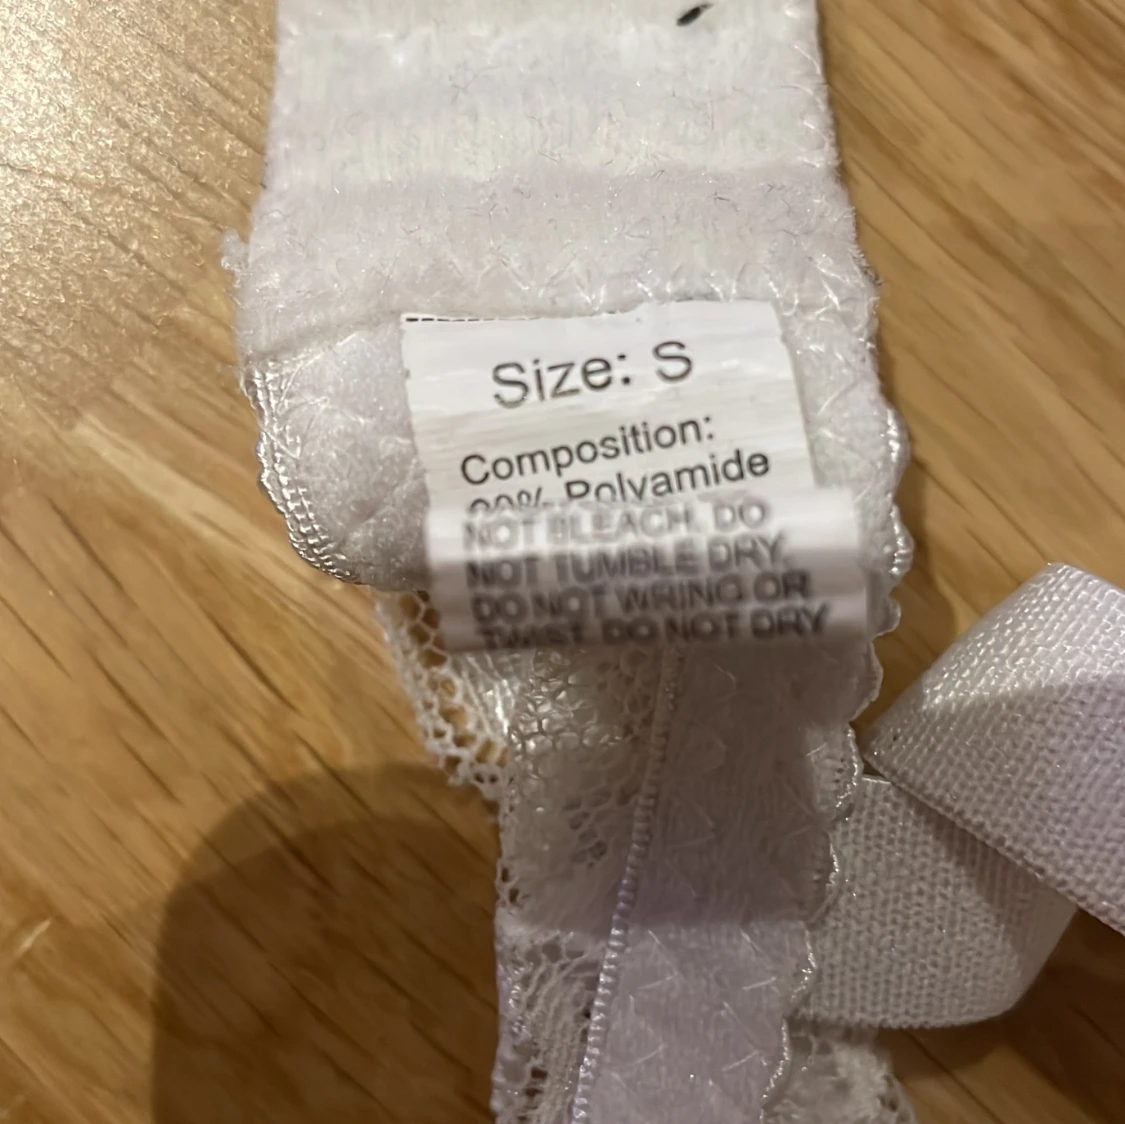 Size: S
Composition:
Polyamide
NOT BLEACH. DO
NOT TUMBLE DRY.
DO NOT WRING OR
TWIST. DO NOT DRY